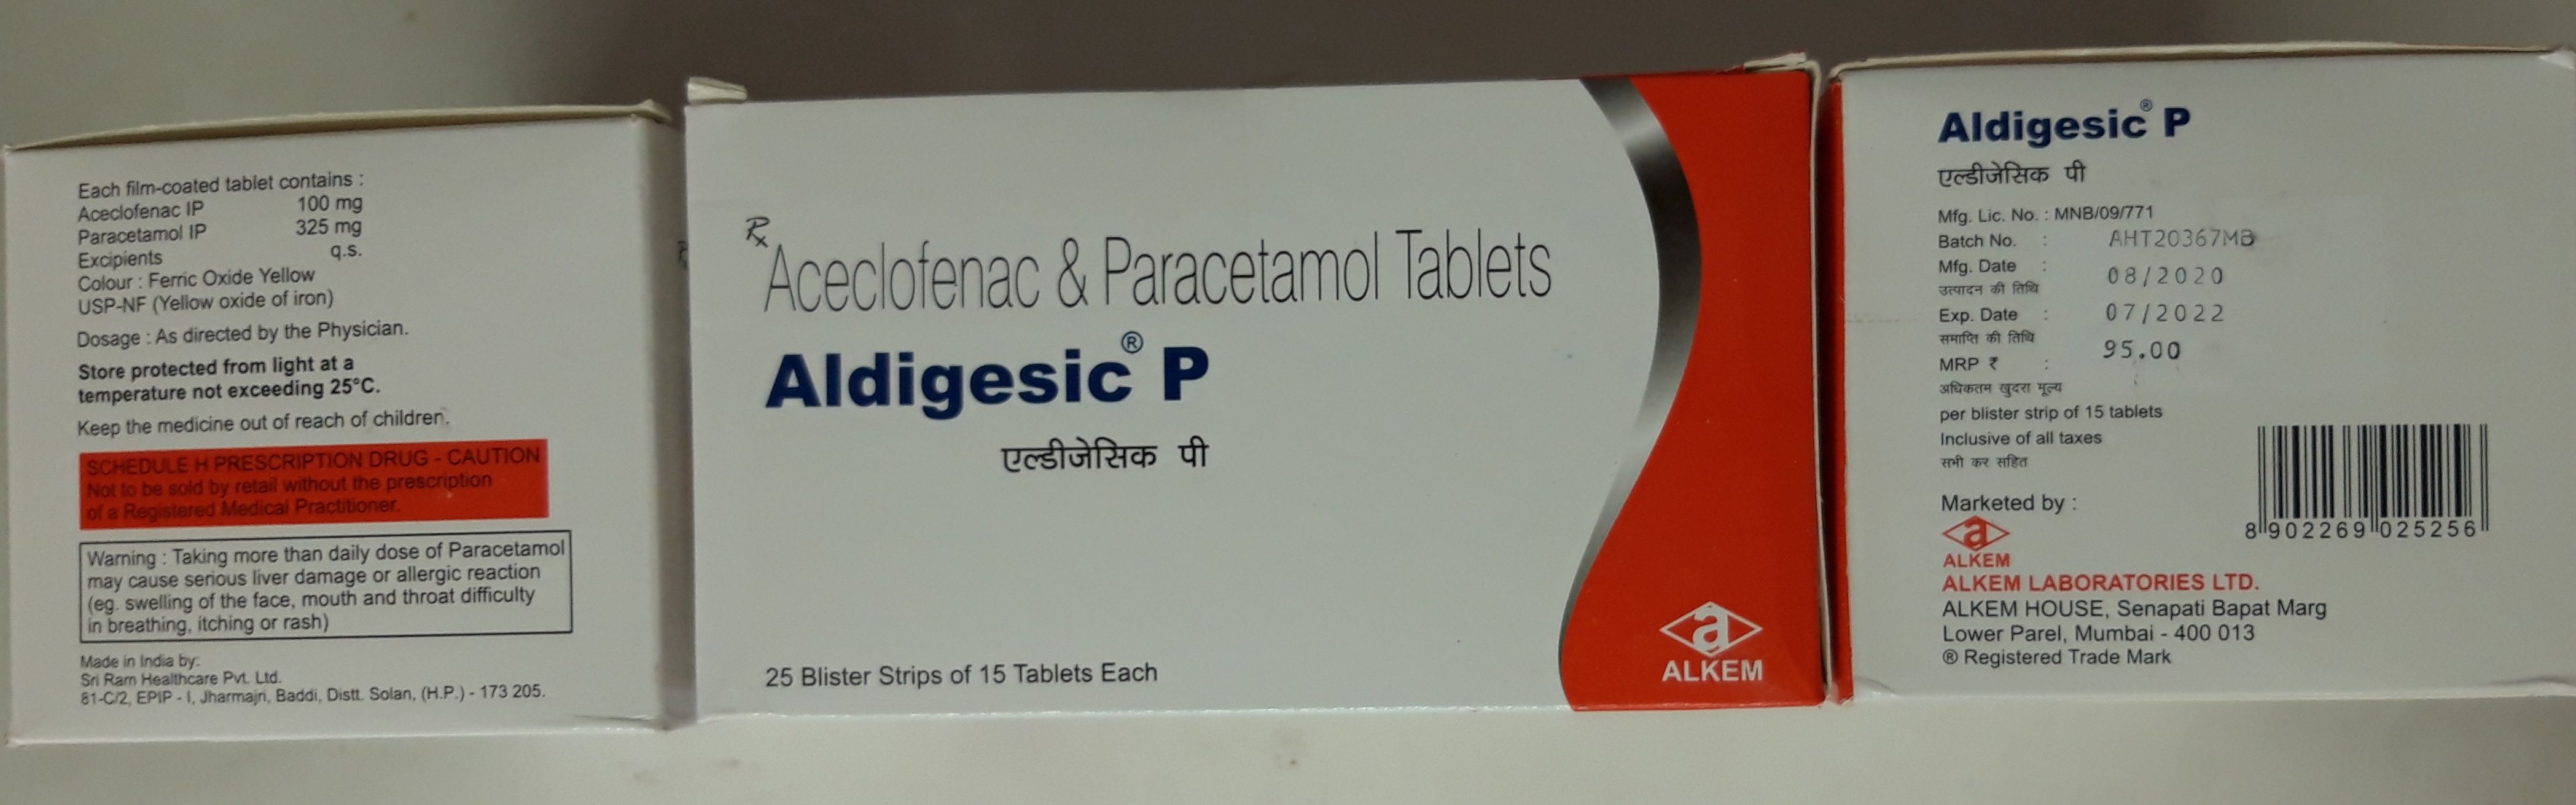 Each film-coated tablet contains :
Aceclofenac IP 100 mg
Paracetamol IP 325 mg
Excipients q.s.
Colour : Ferric Oxide Yellow
USP-NF (Yellow oxide of iron)
Dosage : As directed by the Physician.
Store protected from light at a
temperature not exceeding 25°C.
Keep the medicine out of reach of children.
SCHEDULE H PRESCRIPTION DRUG - CAUTION
Not to be sold by retail without the prescription
of a Registered Medical Practitioner.
Warning : Taking more than daily dose of Paracetamol
may cause serious liver damage or allergic reaction
(eg. swelling of the face, mouth and throat difficulty
in breathing, itching or rash)
Made in India by:
Sri Ram Healthcare Pvt. Ltd.
81-C/2, EPIP - I, Jharmajri, Baddi, Distt. Solan, (H.P.) - 173 205.
Rx
Aceclofenac & Paracetamol Tablets
Aldigesic® P
एल्डीजेसिक पी
25 Blister Strips of 15 Tablets Each
a
ALKEM
Aldigesic® P
एल्डीजेसिक पी
Mfg. Lic. No. : MNB/09/771
Batch No. : AHT20367MB
Mfg. Date : 08/2020
उत्पादन की तिथि
Exp. Date : 07/2022
समाप्ति की तिथि
MRP ₹ : 95.00
अधिकतम खुदरा मूल्य
per blister strip of 15 tablets
Inclusive of all taxes
सभी कर सहित
Marketed by :
a
ALKEM
ALKEM LABORATORIES LTD.
ALKEM HOUSE, Senapati Bapat Marg
Lower Parel, Mumbai - 400 013
® Registered Trade Mark
8 902269 025256